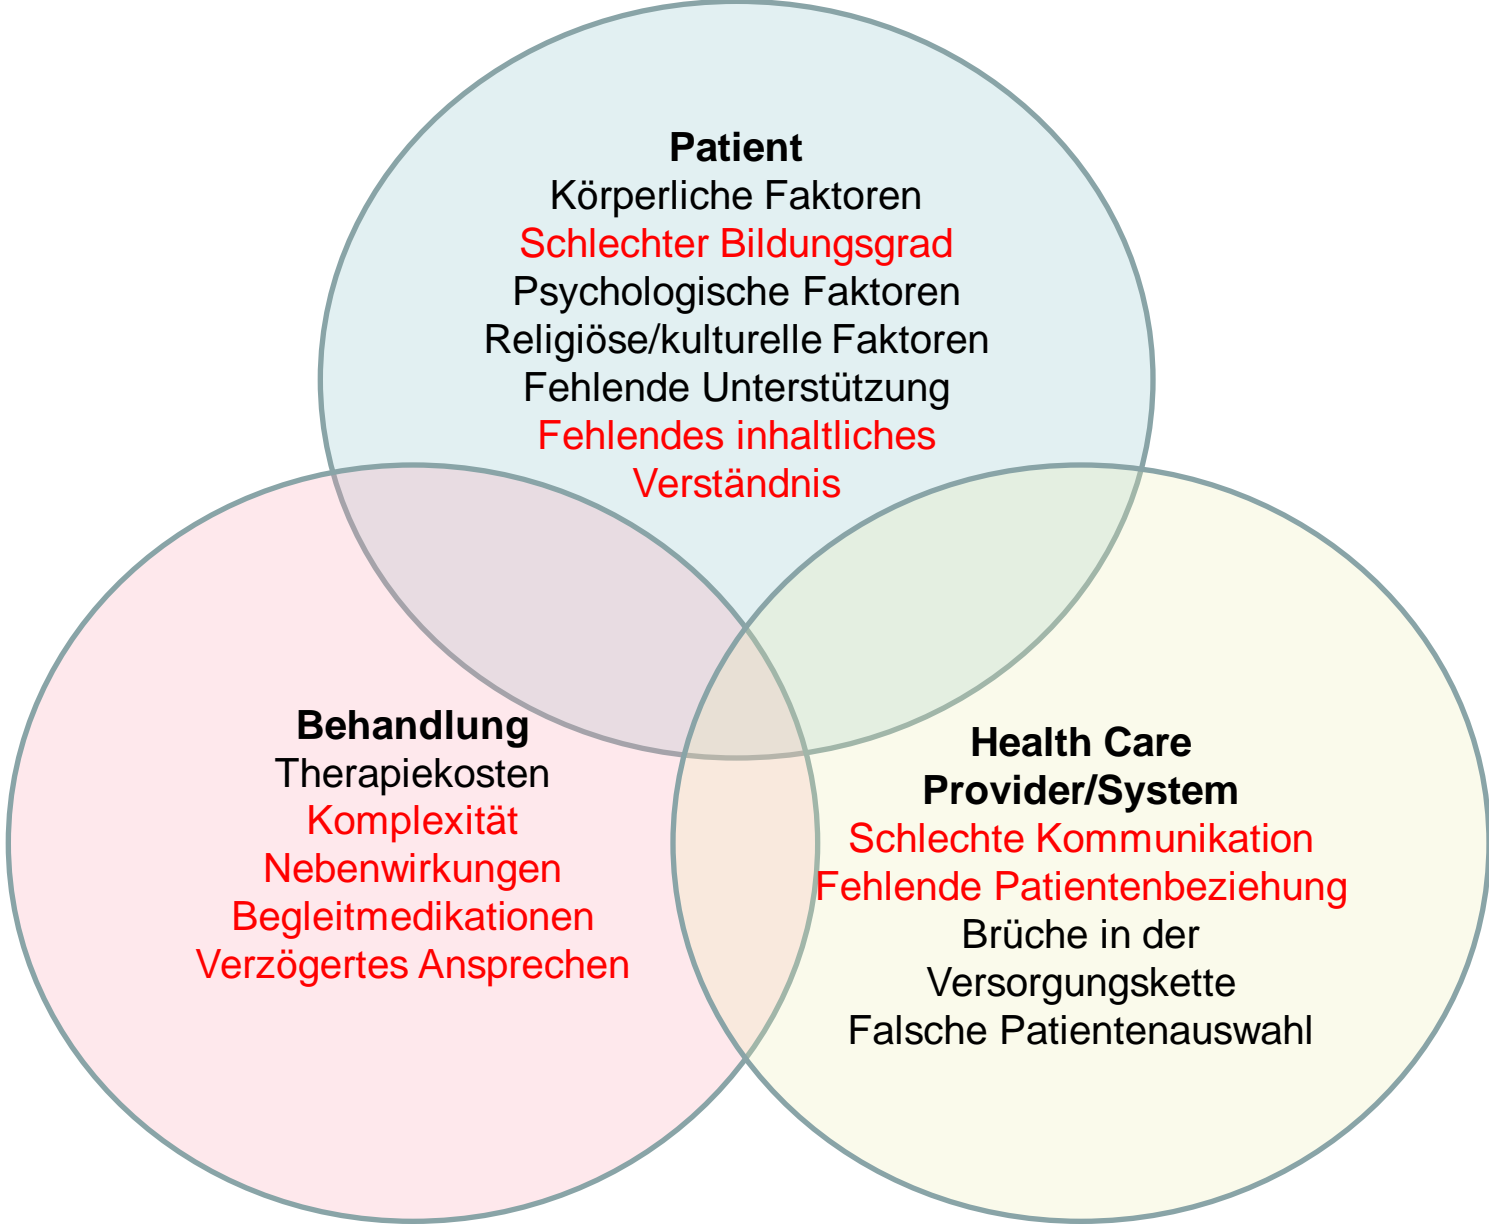 Patient
Körperliche Faktoren
Schlechter Bildungsgrad
Psychologische Faktoren
Religiöse/kulturelle Faktoren
Fehlende Unterstützung
Fehlendes inhaltliches
Verständnis
Behandlung
Therapiekosten
Komplexität
Nebenwirkungen
Begleitmedikationen
Verzögertes Ansprechen
Health Care
Provider/System
Schlechte Kommunikation
Fehlende Patientenbeziehung
Brüche in der
Versorgungskette
Falsche Patientenauswahl